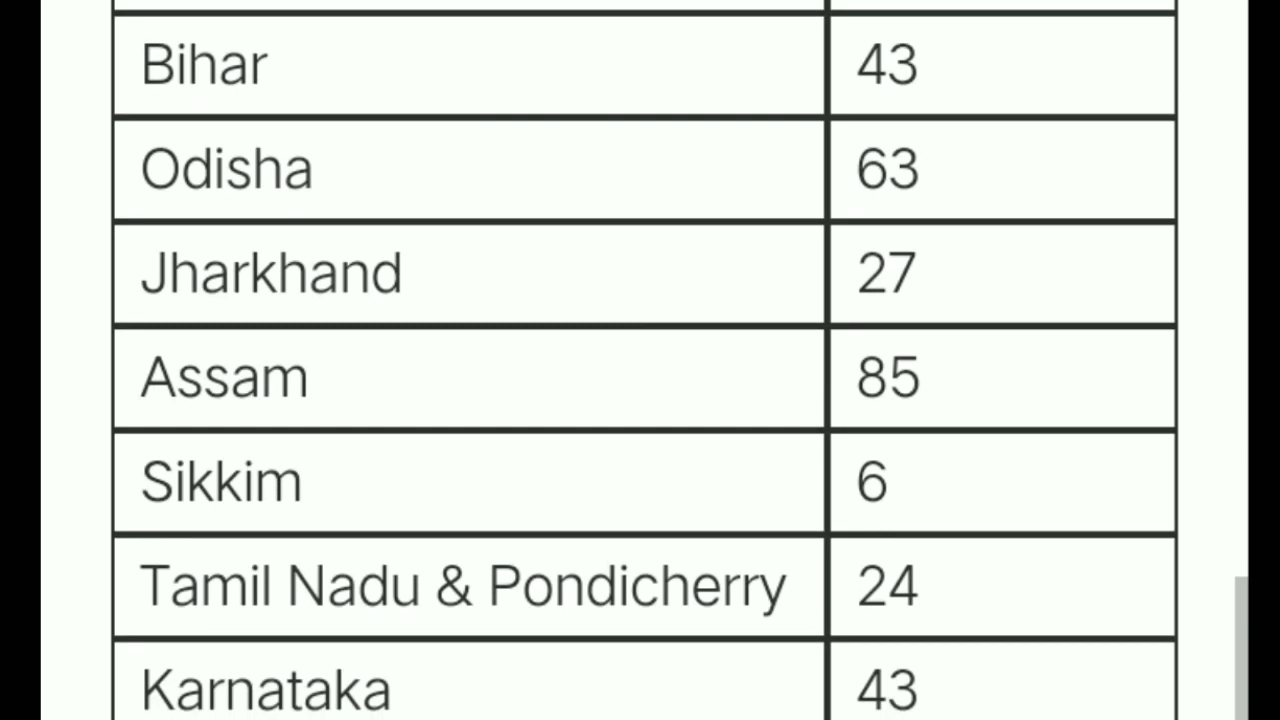 Bihar 43
Odisha 63
Jharkhand 27
Assam 85
Sikkim 6
Tamil Nadu & Pondicherry 24
Karnataka 43